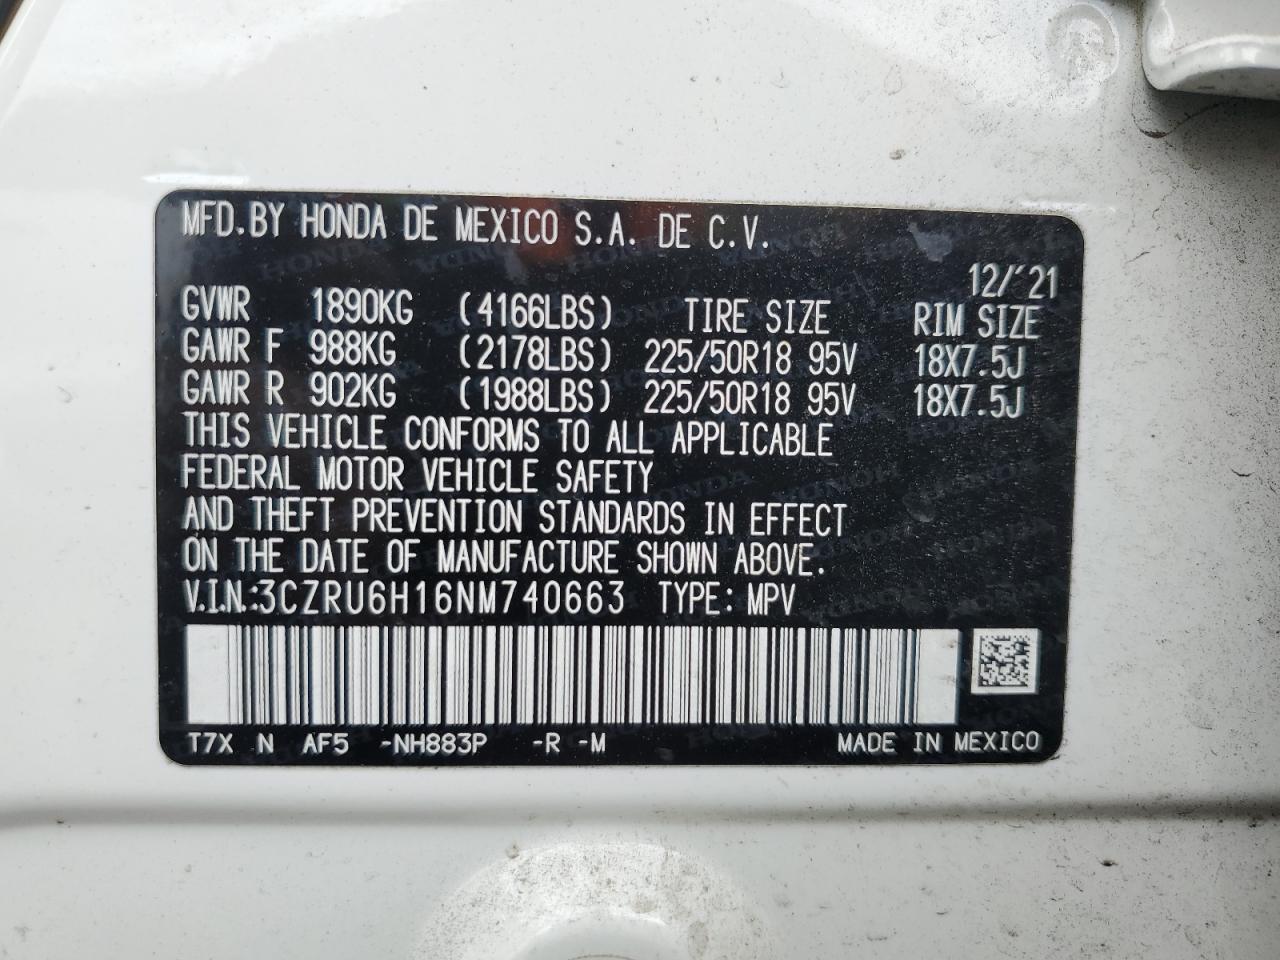 MFD.BY HONDA DE MEXICO S.A. DE C.V.
12/'21
GVWR 1890KG (4166LBS) TIRE SIZE RIM SIZE
GAWR F 988KG (2178LBS) 225/50R18 95V 18X7.5J
GAWR R 902KG (1988LBS) 225/50R18 95V 18X7.5J
THIS VEHICLE CONFORMS TO ALL APPLICABLE
FEDERAL MOTOR VEHICLE SAFETY
AND THEFT PREVENTION STANDARDS IN EFFECT
ON THE DATE OF MANUFACTURE SHOWN ABOVE.
V.I.N.:3CZRU6H16NM740663 TYPE: MPV
T7X N AF5 -NH883P -R -M MADE IN MEXICO